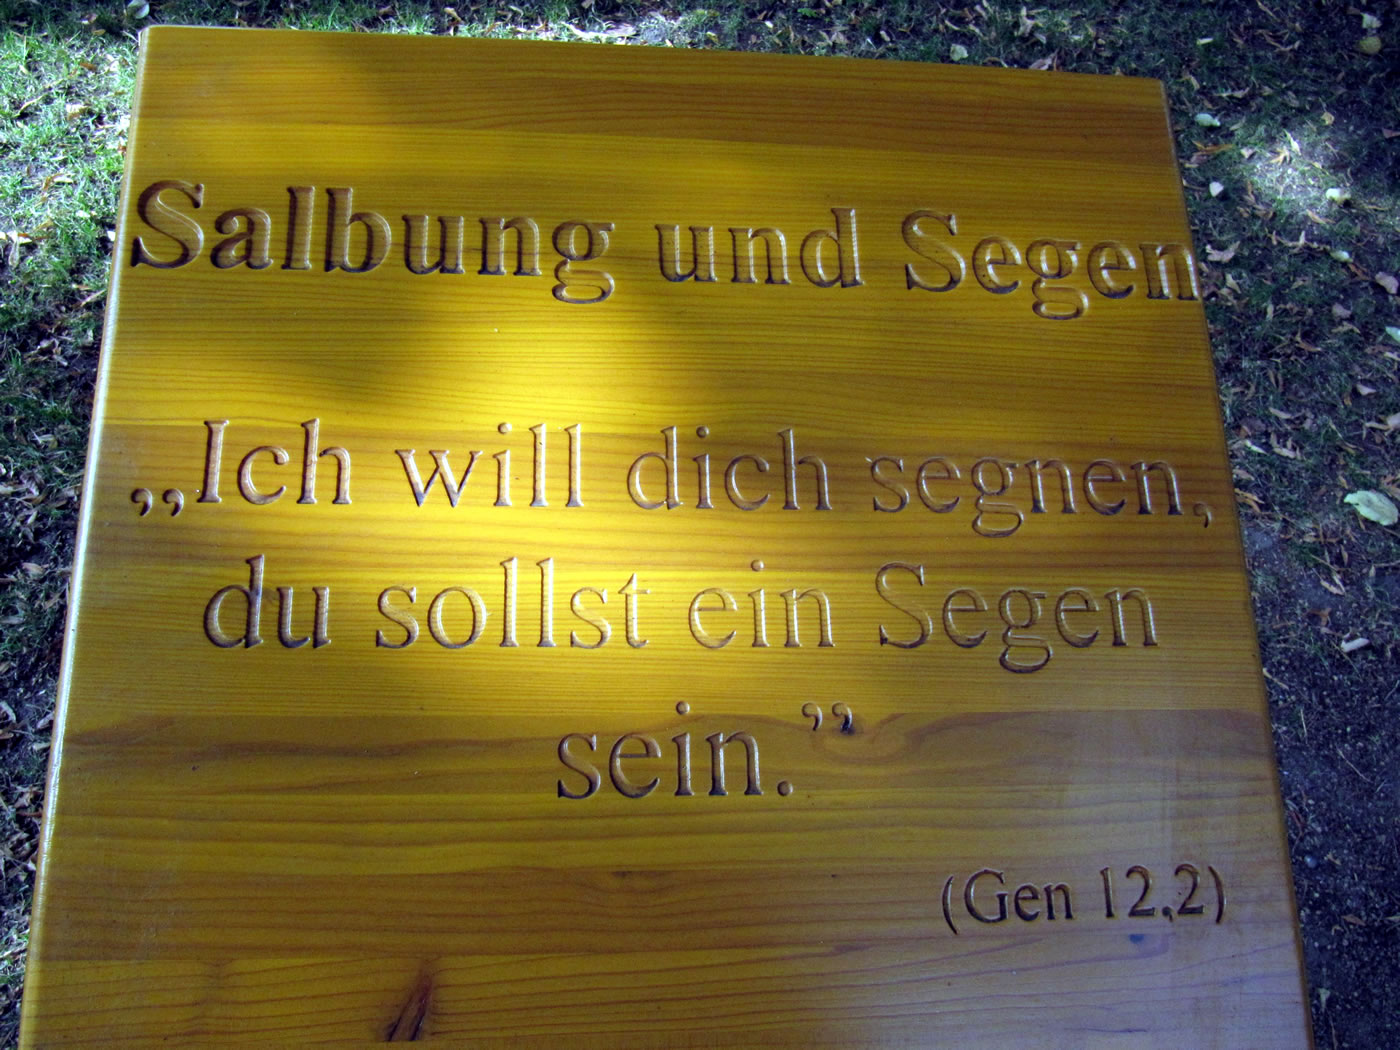 Salbung und Segen
„Ich will dich segnen,
du sollst ein Segen
sein.”
(Gen 12,2)